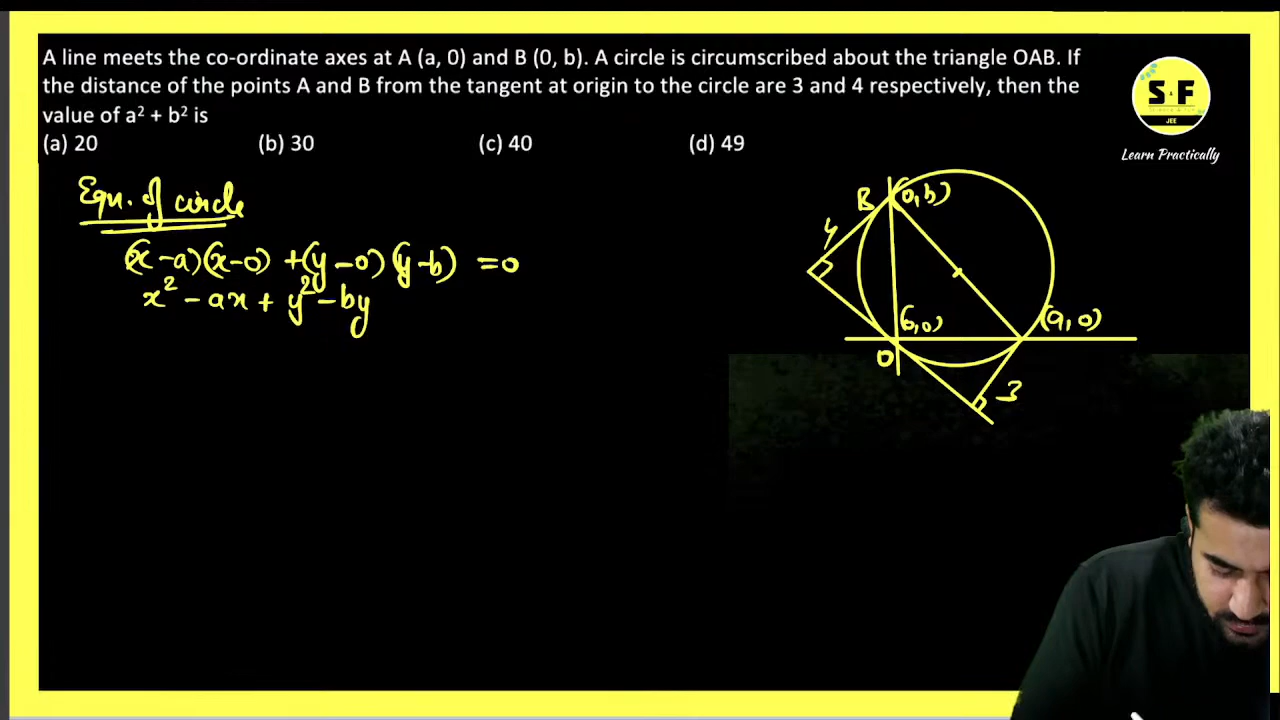 A line meets the co-ordinate axes at A (a, 0) and B (0, b). A circle is circumscribed about the triangle OAB. If
the distance of the points A and B from the tangent at origin to the circle are 3 and 4 respectively, then the
value of a² + b² is
(a) 20 (b) 30 (c) 40 (d) 49
S & F
JEE
Learn Practically
Eqn. of circle
(x-a)(x-0) + (y-0)(y-b) = 0
x² - ax + y² - by
B (0, b)
4
(0,0)
(a, 0)
O
3